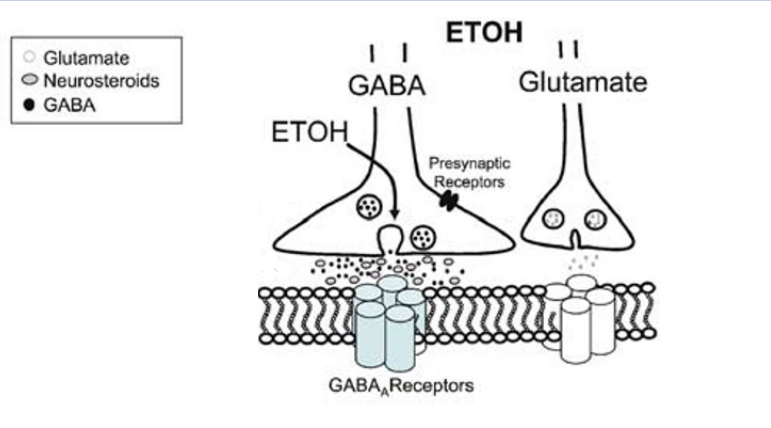 Glutamate
Neurosteroids
GABA
ETOH
GABA
Glutamate
ETOH
Presynaptic
Receptors
GABAAReceptors